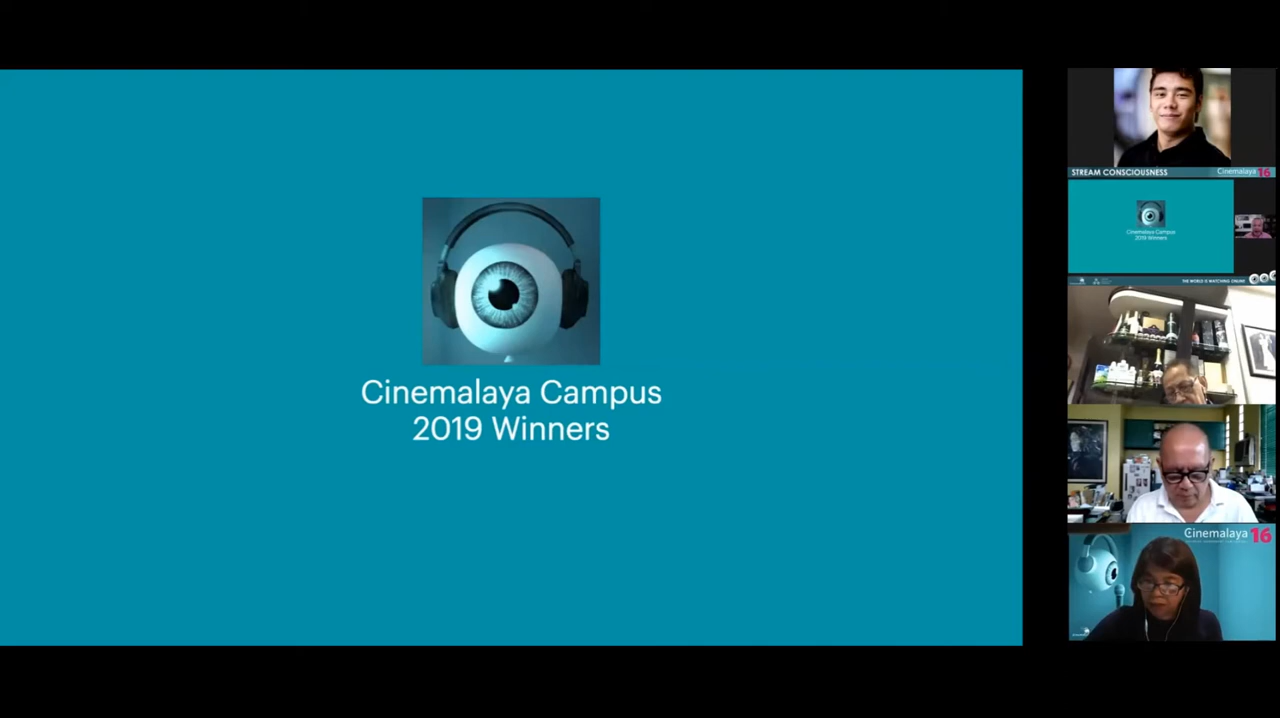 Cinemalaya Campus
2019 Winners
STREAM CONSCIOUSNESS
Cinemalaya 16
Cinemalaya Campus
2019 Winners
THE WORLD IS WATCHING. ONLINE
Cinemalaya 16